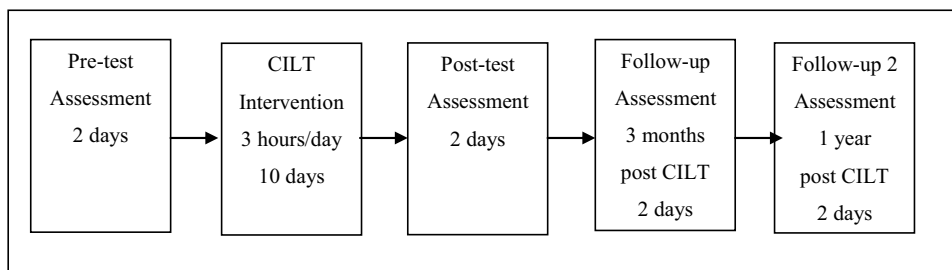 Pre-test
Assessment
2 days
CILT
Intervention
3 hours/day
10 days
Post-test
Assessment
2 days
Follow-up
Assessment
3 months
post CILT
2 days
Follow-up 2
Assessment
1 year
post CILT
2 days